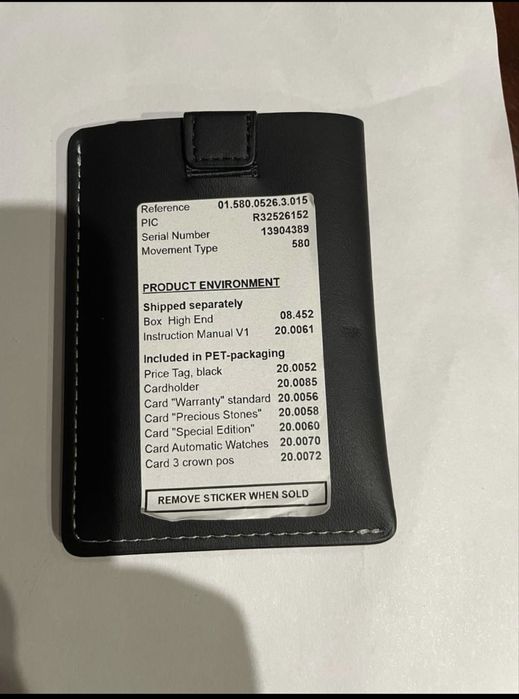 Reference 01.580.0526.3.015
PIC R32526152
Serial Number 13904389
Movement Type 580
PRODUCT ENVIRONMENT
Shipped separately
Box High End 08.452
Instruction Manual V1 20.0061
Included in PET-packaging
Price Tag, black 20.0052
Cardholder 20.0085
Card "Warranty" standard 20.0056
Card "Precious Stones" 20.0058
Card "Special Edition" 20.0060
Card Automatic Watches 20.0070
Card 3 crown pos 20.0072
REMOVE STICKER WHEN SOLD